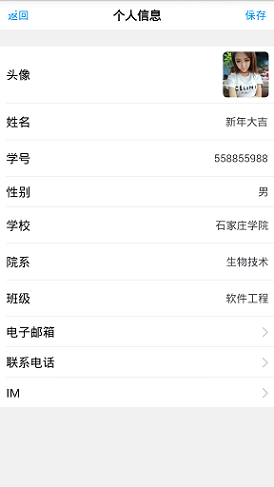 返回 个人信息 保存
头像
姓名 新年大吉
学号 558855988
性别 男
学校 石家庄学院
院系 生物技术
班级 软件工程
电子邮箱
联系电话
IM